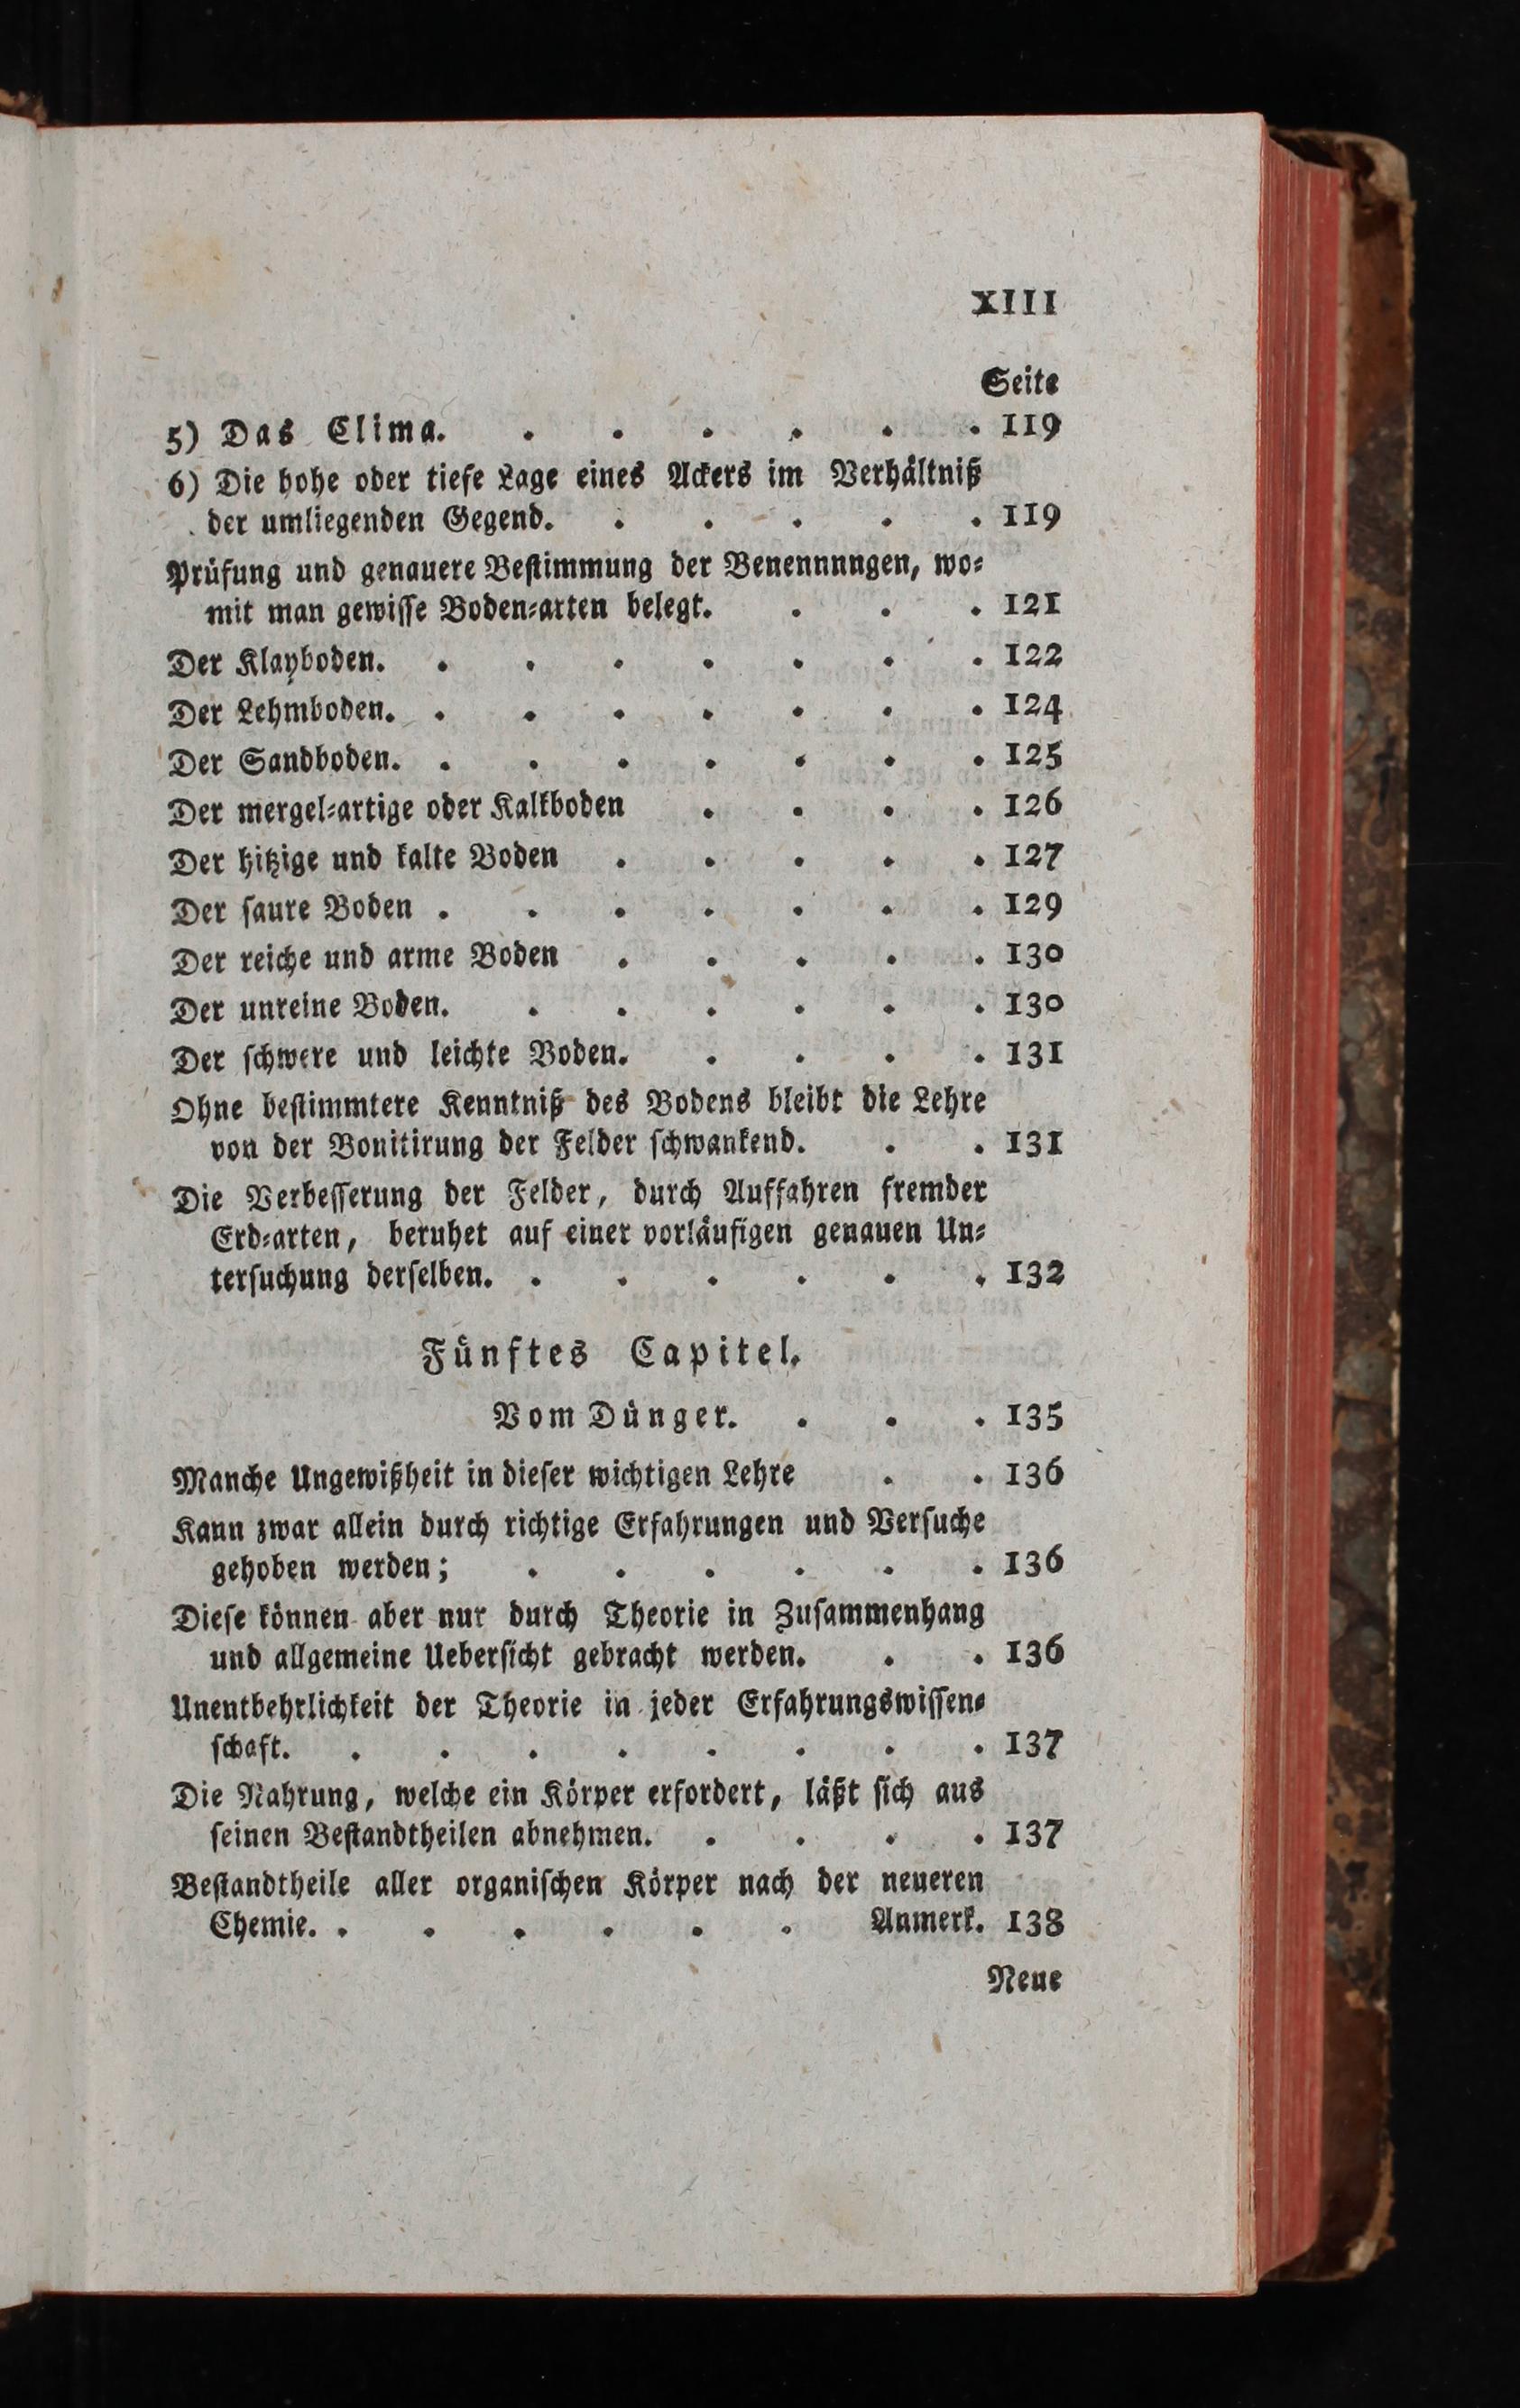 XIII
Seite
5) Das Clima. . . . . . . 119
6) Die hohe oder tiefe Lage eines Ackers im Verhältniß
der umliegenden Gegend. . . . . . 119
Prüfung und genauere Bestimmung der Benennnngen, wo-
mit man gewisse Boden-arten belegt. . . . 121
Der Klayboden. . . . . . . . 122
Der Lehmboden. . . . . . . . 124
Der Sandboden. . . . . . . . 125
Der mergel-artige oder Kalkboden . . . . 126
Der hitzige und kalte Boden . . . . . 127
Der saure Boden . . . . . . . 129
Der reiche und arme Boden . . . . . 130
Der unreine Boden. . . . . . . 130
Der schwere und leichte Boden. . . . . 131
Ohne bestimmtere Kenntniß des Bodens bleibt die Lehre
von der Bonitirung der Felder schwankend. . . 131
Die Verbesserung der Felder, durch Auffahren fremder
Erd-arten, beruhet auf einer vorläufigen genauen Un-
tersuchung derselben. . . . . . . 132
Fünftes Capitel.
Vom Dünger. . . . 135
Manche Ungewißheit in dieser wichtigen Lehre . . 136
Kann zwar allein durch richtige Erfahrungen und Versuche
gehoben werden; . . . . . . 136
Diese können aber nur durch Theorie in Zusammenhang
und allgemeine Uebersicht gebracht werden. . . 136
Unentbehrlichkeit der Theorie in jeder Erfahrungswissen-
schaft. . . . . . . . . 137
Die Nahrung, welche ein Körper erfordert, läßt sich aus
seinen Bestandtheilen abnehmen. . . . . 137
Bestandtheile aller organischen Körper nach der neueren
Chemie. . . . . . . Anmerk. 138
Neue